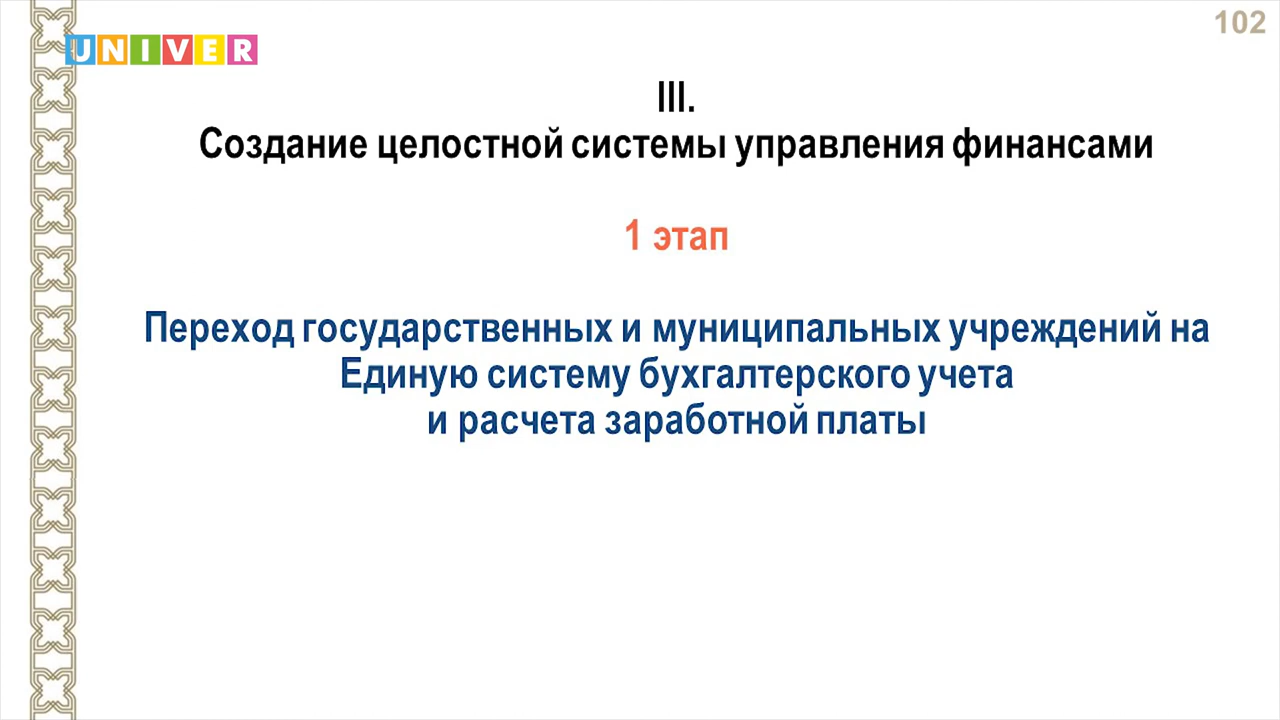 102
UNIVER
III.
Создание целостной системы управления финансами
1 этап
Переход государственных и муниципальных учреждений на
Единую систему бухгалтерского учета
и расчета заработной платы